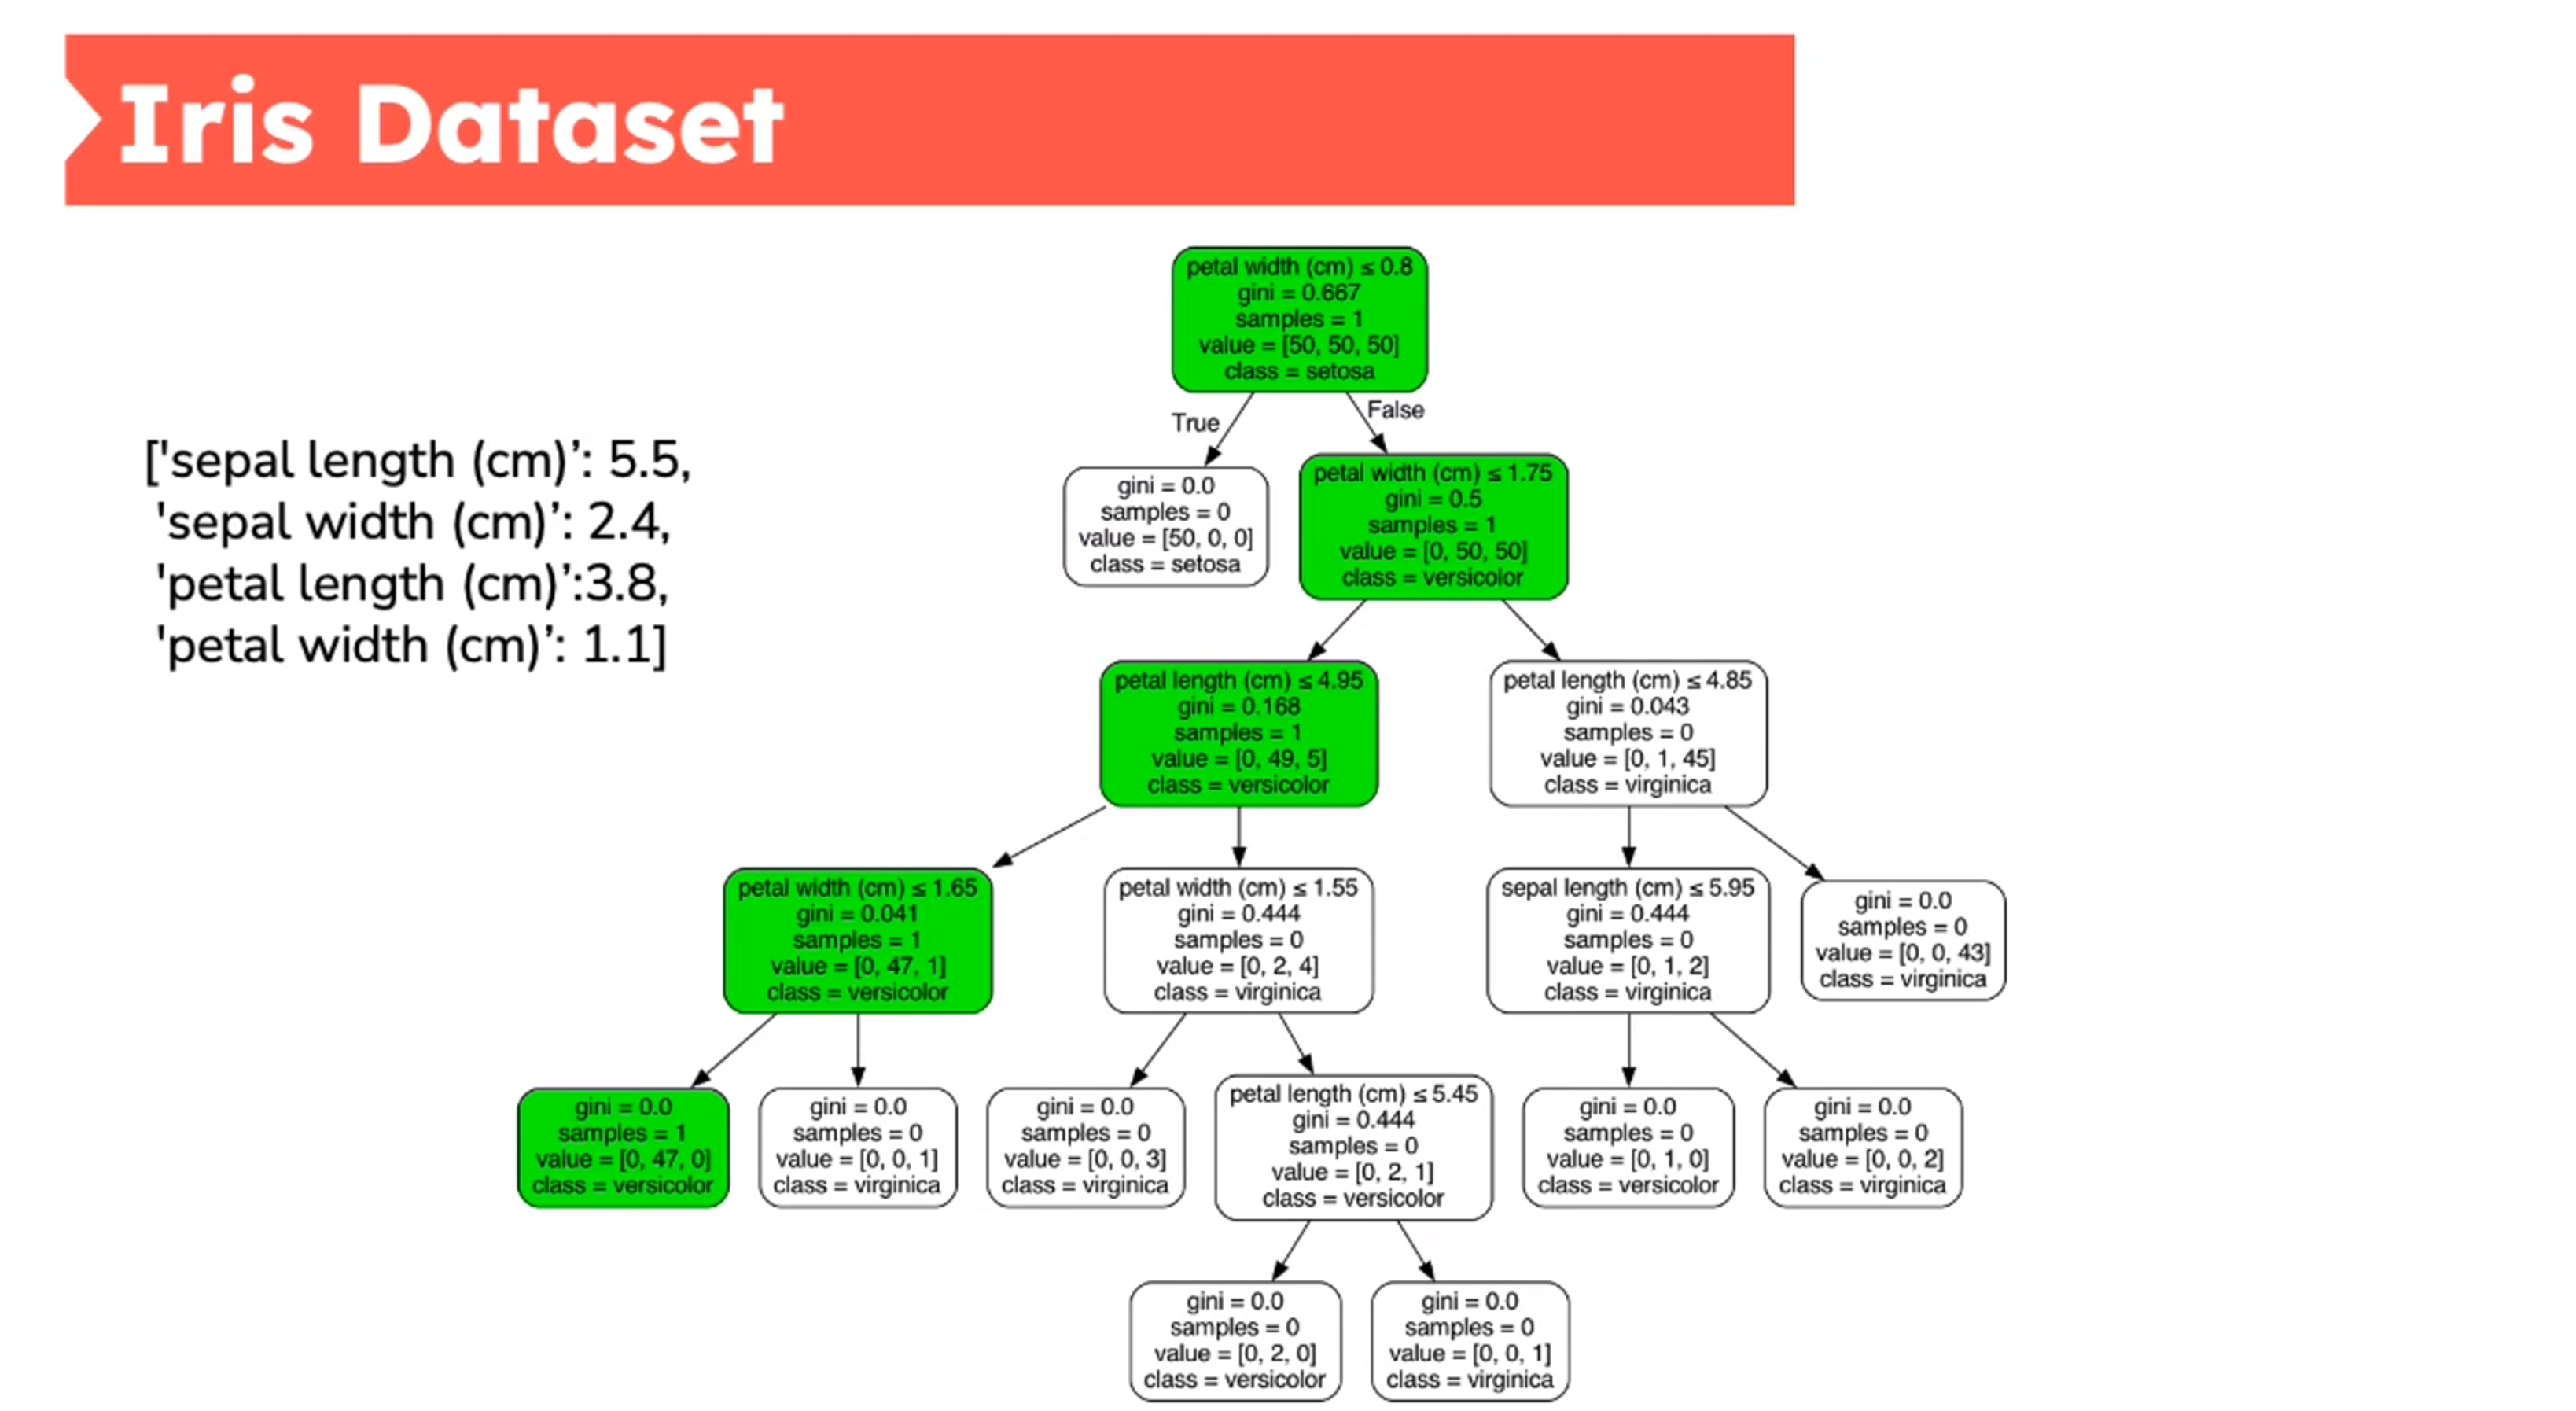 Iris Dataset
['sepal length (cm)’: 5.5,
'sepal width (cm)’: 2.4,
'petal length (cm)’:3.8,
'petal width (cm)’: 1.1]
petal width (cm) ≤ 0.8
gini = 0.667
samples = 1
value = [50, 50, 50]
class = setosa
True
False
gini = 0.0
samples = 0
value = [50, 0, 0]
class = setosa
petal width (cm) ≤ 1.75
gini = 0.5
samples = 1
value = [0, 50, 50]
class = versicolor
petal length (cm) ≤ 4.95
gini = 0.168
samples = 1
value = [0, 49, 5]
class = versicolor
petal length (cm) ≤ 4.85
gini = 0.043
samples = 0
value = [0, 1, 45]
class = virginica
petal width (cm) ≤ 1.65
gini = 0.041
samples = 1
value = [0, 47, 1]
class = versicolor
petal width (cm) ≤ 1.55
gini = 0.444
samples = 0
value = [0, 2, 4]
class = virginica
sepal length (cm) ≤ 5.95
gini = 0.444
samples = 0
value = [0, 1, 2]
class = virginica
gini = 0.0
samples = 0
value = [0, 0, 43]
class = virginica
gini = 0.0
samples = 1
value = [0, 47, 0]
class = versicolor
gini = 0.0
samples = 0
value = [0, 0, 1]
class = virginica
gini = 0.0
samples = 0
value = [0, 0, 3]
class = virginica
petal length (cm) ≤ 5.45
gini = 0.444
samples = 0
value = [0, 2, 1]
class = versicolor
gini = 0.0
samples = 0
value = [0, 1, 0]
class = versicolor
gini = 0.0
samples = 0
value = [0, 0, 2]
class = virginica
gini = 0.0
samples = 0
value = [0, 2, 0]
class = versicolor
gini = 0.0
samples = 0
value = [0, 0, 1]
class = virginica